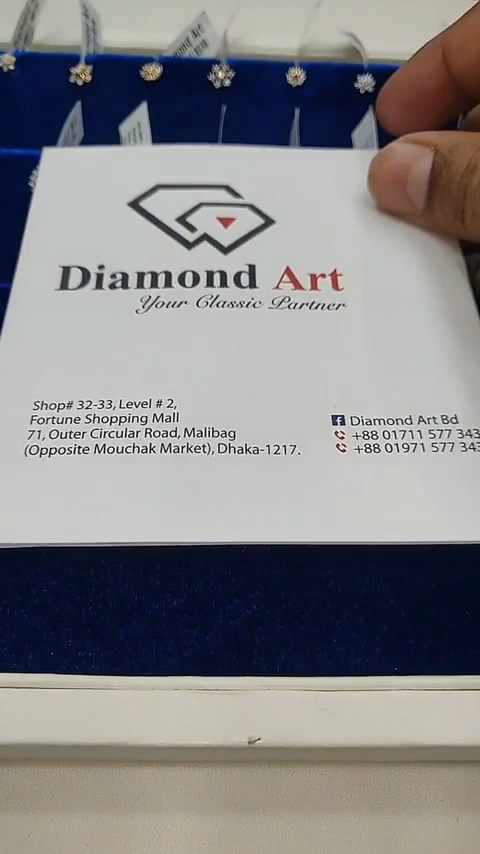 Diamond Art
Your Classic Partner
Shop# 32-33, Level # 2,
Fortune Shopping Mall
71, Outer Circular Road, Malibag
(Opposite Mouchak Market), Dhaka-1217.
Diamond Art Bd
+88 01711 577 343
+88 01971 577 343